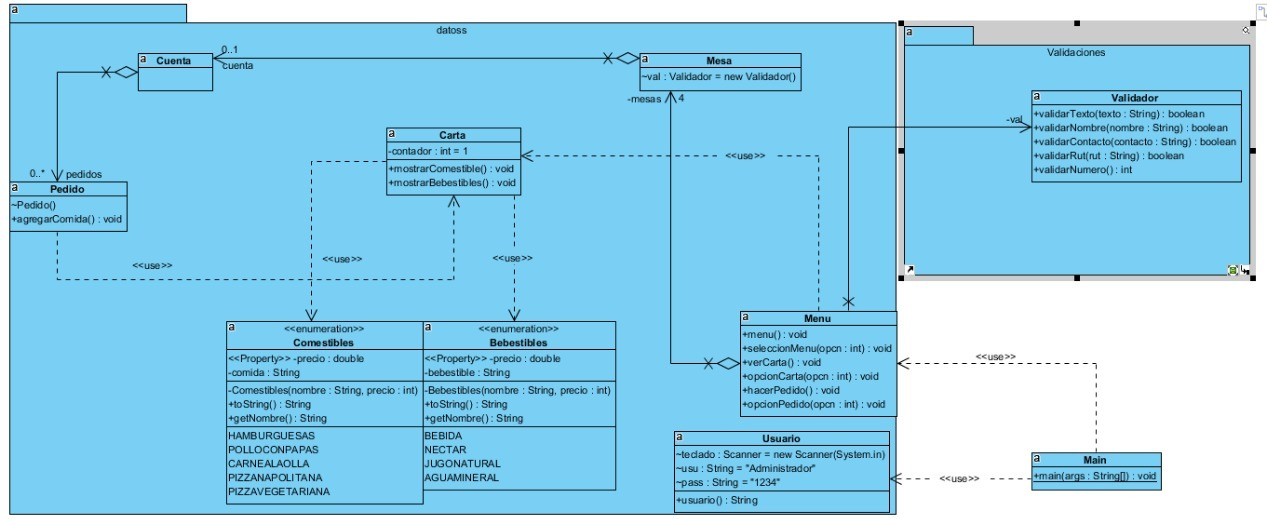 a
datoss
a
Cuenta
0..1
cuenta
a
Mesa
~val : Validador = new Validador()
-mesas
4
a
Validaciones
a
Validador
+validarTexto(texto : String) : boolean
+validarNombre(nombre : String) : boolean
+validarContacto(contacto : String) : boolean
+validarRut(rut : String) : boolean
+validarNumero() : int
-val
a
Carta
-contador : int = 1
+mostrarComestible() : void
+mostrarBebestibles() : void
<<use>>
0..*
pedidos
a
Pedido
~Pedido()
+agregarComida() : void
<<use>>
<<use>>
<<use>>
a
<<enumeration>>
Comestibles
<<Property>> -precio : double
-comida : String
-Comestibles(nombre : String, precio : int)
+toString() : String
+getNombre() : String
HAMBURGUESAS
POLLOCONPAPAS
CARNEALAOLLA
PIZZANAPOLITANA
PIZZAVEGETARIANA
a
<<enumeration>>
Bebestibles
<<Property>> -precio : double
-bebestible : String
-Bebestibles(nombre : String, precio : int)
+toString() : String
+getNombre() : String
BEBIDA
NECTAR
JUGONATURAL
AGUAMINERAL
a
Menu
+menu() : void
+seleccionMenu(opcn : int) : void
+verCarta() : void
+opcionCarta(opcn : int) : void
+hacerPedido() : void
+opcionPedido(opcn : int) : void
<<use>>
a
Usuario
~teclado : Scanner = new Scanner(System.in)
~usu : String = "Administrador"
~pass : String = "1234"
+usuario() : String
<<use>>
a
Main
+main(args : String[]) : void